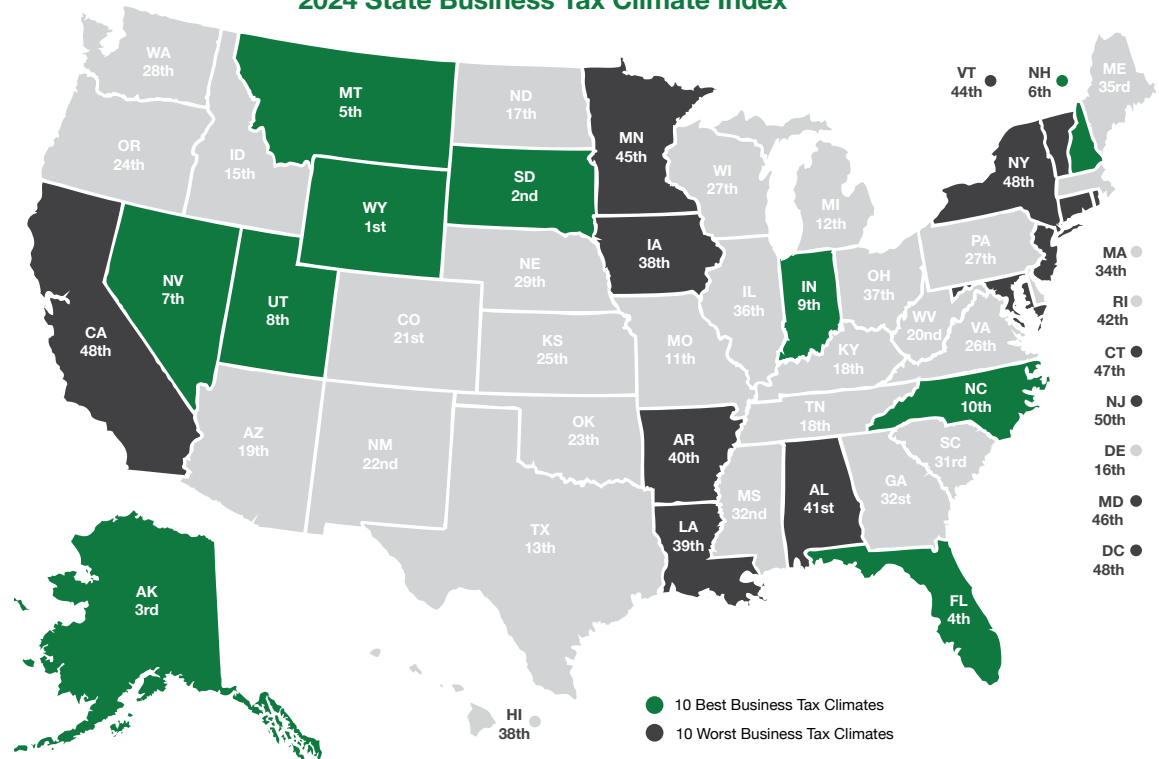 2024 State Business Tax Climate Index
WA
28th
MT
5th
ND
17th
MN
45th
VT
44th
NH
6th
ME
35rd
OR
24th
ID
15th
SD
2nd
WI
27th
NY
48th
WY
1st
MI
12th
IA
38th
PA
27th
MA
34th
NV
7th
UT
8th
NE
29th
IL
36th
IN
9th
OH
37th
RI
42th
CA
48th
CO
21st
KS
25th
MO
11th
KY
18th
WV
20nd
VA
26th
CT
47th
NC
10th
NJ
50th
AZ
19th
NM
22nd
OK
23th
AR
40th
TN
18th
SC
31rd
DE
16th
MS
32nd
AL
41st
GA
32st
MD
46th
TX
13th
LA
39th
DC
48th
AK
3rd
FL
4th
HI
38th
10 Best Business Tax Climates
10 Worst Business Tax Climates